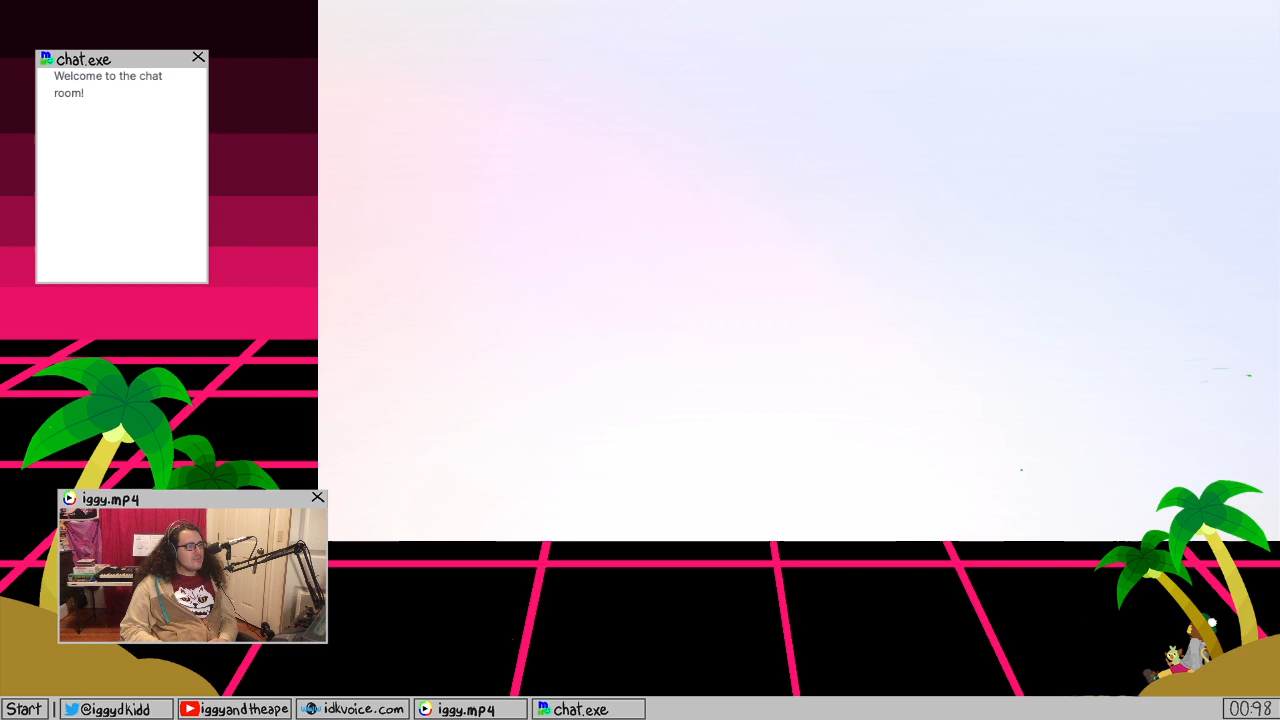 chat.exe
Welcome to the chat
room!
iggy.mp4
Start
@iggydkidd
iggyandtheape
idkvoice.com
iggy.mp4
chat.exe
00:98